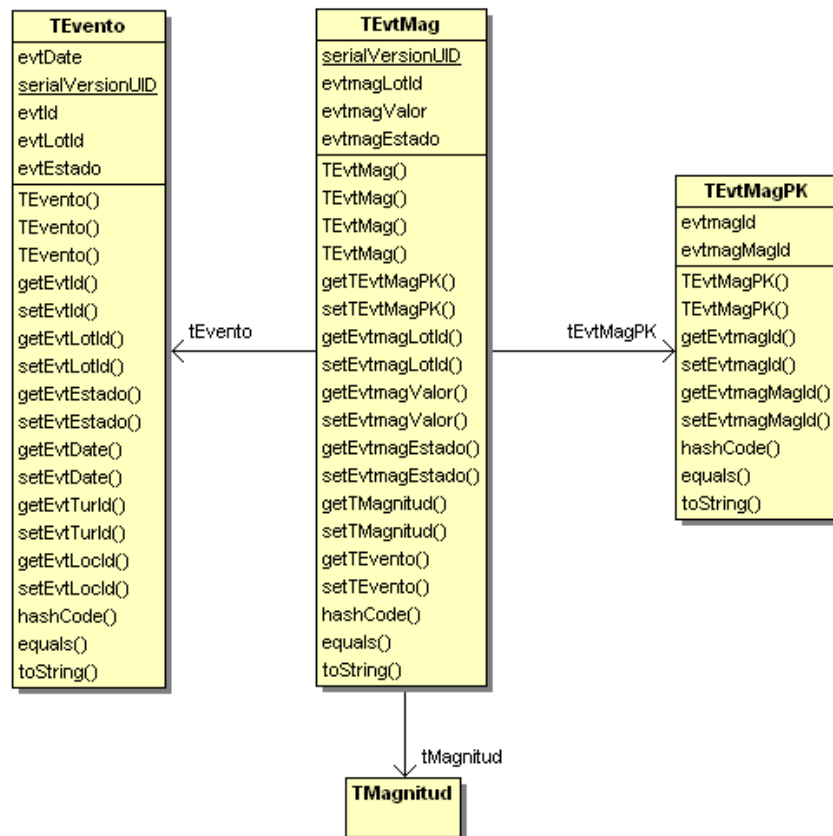 TEvento
evtDate
serialVersionUID
evtId
evtLotId
evtEstado
TEvento()
TEvento()
TEvento()
getEvtId()
setEvtId()
getEvtLotId()
setEvtLotId()
getEvtEstado()
setEvtEstado()
getEvtDate()
setEvtDate()
getEvtTurId()
setEvtTurId()
getEvtLocId()
setEvtLocId()
hashCode()
equals()
toString()
tEvento
TEvtMag
serialVersionUID
evtmagLotId
evtmagValor
evtmagEstado
TEvtMag()
TEvtMag()
TEvtMag()
TEvtMag()
getTEvtMagPK()
setTEvtMagPK()
getEvtmagLotId()
setEvtmagLotId()
getEvtmagValor()
setEvtmagValor()
getEvtmagEstado()
setEvtmagEstado()
getTMagnitud()
setTMagnitud()
getTEvento()
setTEvento()
hashCode()
equals()
toString()
tEvtMagPK
TEvtMagPK
evtmagId
evtmagMagId
TEvtMagPK()
TEvtMagPK()
getEvtmagId()
setEvtmagId()
getEvtmagMagId()
setEvtmagMagId()
hashCode()
equals()
toString()
tMagnitud
TMagnitud